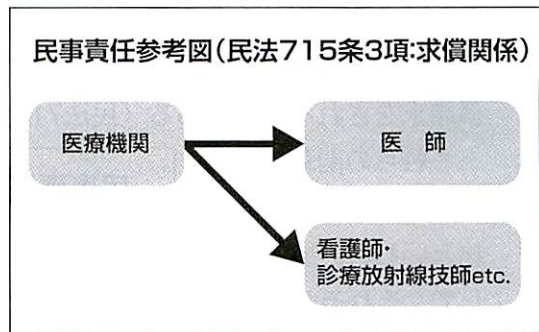 民事責任参考図(民法715条3項:求償関係)
医療機関
医 師
看護師・
診療放射線技師etc.